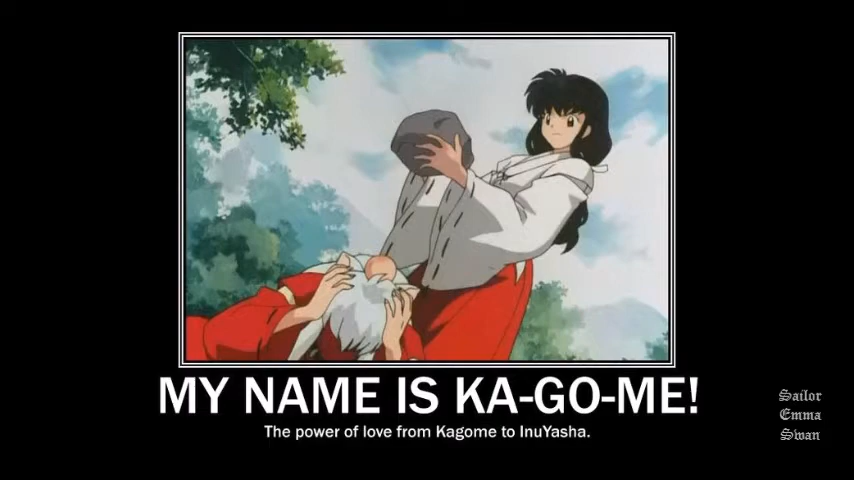 MY NAME IS KA-GO-ME!
The power of love from Kagome to InuYasha.
Sailor
Emma
Swan